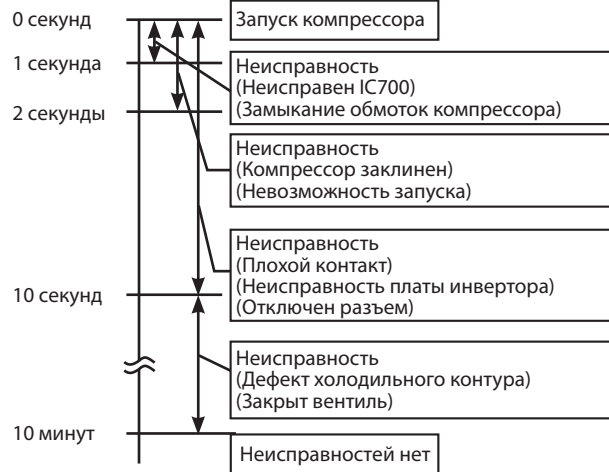 0 секунд
Запуск компрессора
1 секунда
Неисправность
(Неисправен IC700)
(Замыкание обмоток компрессора)
2 секунды
Неисправность
(Компрессор заклинен)
(Невозможность запуска)
Неисправность
(Плохой контакт)
(Неисправность платы инвертора)
(Отключен разъем)
10 секунд
Неисправность
(Дефект холодильного контура)
(Закрыт вентиль)
10 минут
Неисправностей нет